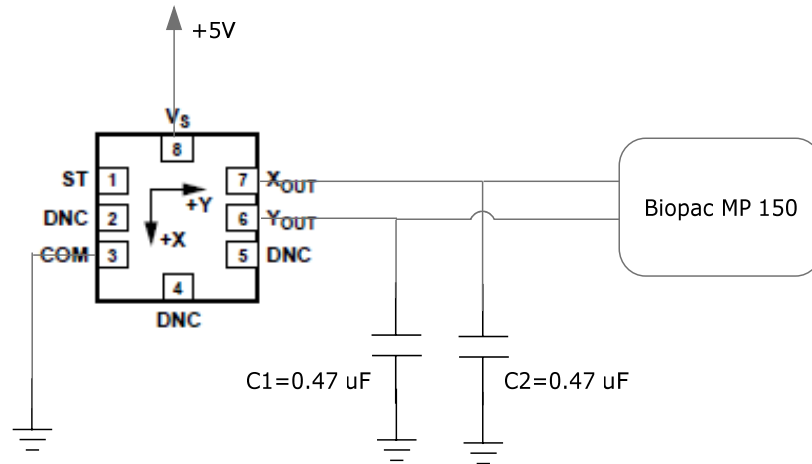 +5V
VS
8
ST 1
7 XOUT
+Y
DNC 2
6 YOUT
Biopac MP 150
+X
COM 3
5 DNC
4
DNC
C1=0.47 uF
C2=0.47 uF